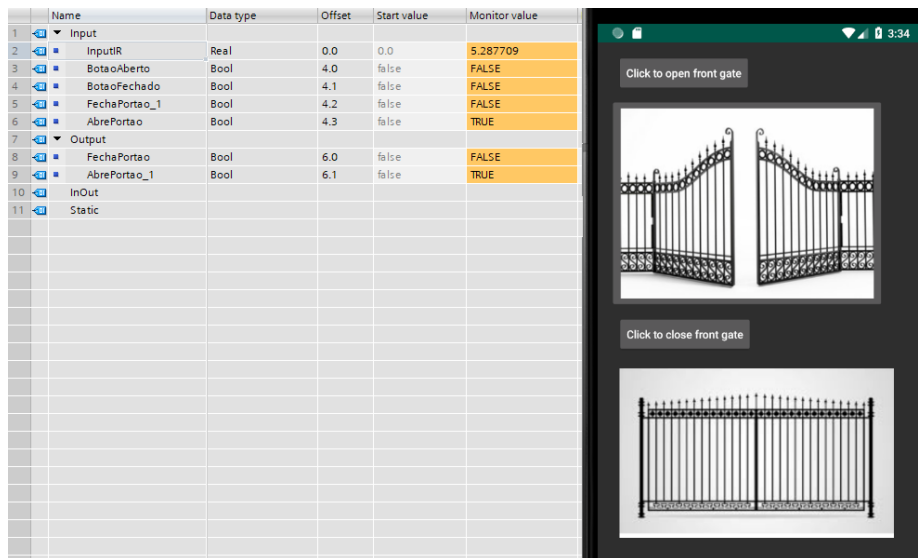 Name Data type Offset Start value Monitor value
1 Input
2 InputIR Real 0.0 0.0 5.287709
3 BotaoAberto Bool 4.0 false FALSE
4 BotaoFechado Bool 4.1 false FALSE
5 FechaPortao_1 Bool 4.2 false FALSE
6 AbrePortao Bool 4.3 false TRUE
7 Output
8 FechaPortao Bool 6.0 false FALSE
9 AbrePortao_1 Bool 6.1 false TRUE
10 InOut
11 Static
3:34
Click to open front gate
Click to close front gate